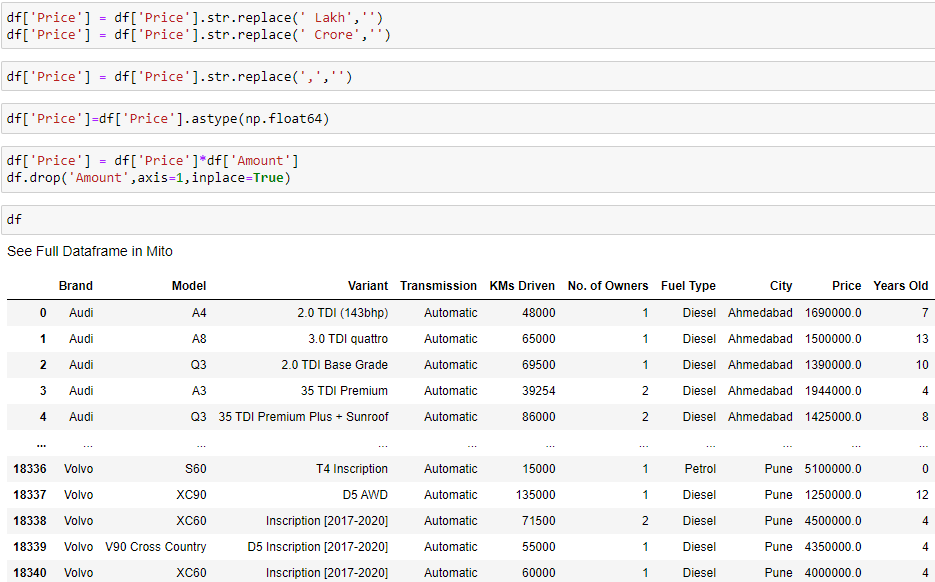 df['Price'] = df['Price'].str.replace(' Lakh','')
df['Price'] = df['Price'].str.replace(' Crore','')
df['Price'] = df['Price'].str.replace(',','')
df['Price']=df['Price'].astype(np.float64)
df['Price'] = df['Price']*df['Amount']
df.drop('Amount',axis=1,inplace=True)
df
See Full Dataframe in Mito
Brand Model Variant Transmission KMs Driven No. of Owners Fuel Type City Price Years Old
0 Audi A4 2.0 TDI (143bhp) Automatic 48000 1 Diesel Ahmedabad 1690000.0 7
1 Audi A8 3.0 TDI quattro Automatic 65000 1 Diesel Ahmedabad 1500000.0 13
2 Audi Q3 2.0 TDI Base Grade Automatic 69500 1 Diesel Ahmedabad 1390000.0 10
3 Audi A3 35 TDI Premium Automatic 39254 2 Diesel Ahmedabad 1944000.0 4
4 Audi Q3 35 TDI Premium Plus + Sunroof Automatic 86000 2 Diesel Ahmedabad 1425000.0 8
... ... ... ... ... ... ... ... ... ... ...
18336 Volvo S60 T4 Inscription Automatic 15000 1 Petrol Pune 5100000.0 0
18337 Volvo XC90 D5 AWD Automatic 135000 1 Diesel Pune 1250000.0 12
18338 Volvo XC60 Inscription [2017-2020] Automatic 71500 2 Diesel Pune 4500000.0 4
18339 Volvo V90 Cross Country D5 Inscription [2017-2020] Automatic 55000 1 Diesel Pune 4350000.0 4
18340 Volvo XC60 Inscription [2017-2020] Automatic 60000 1 Diesel Pune 4000000.0 4